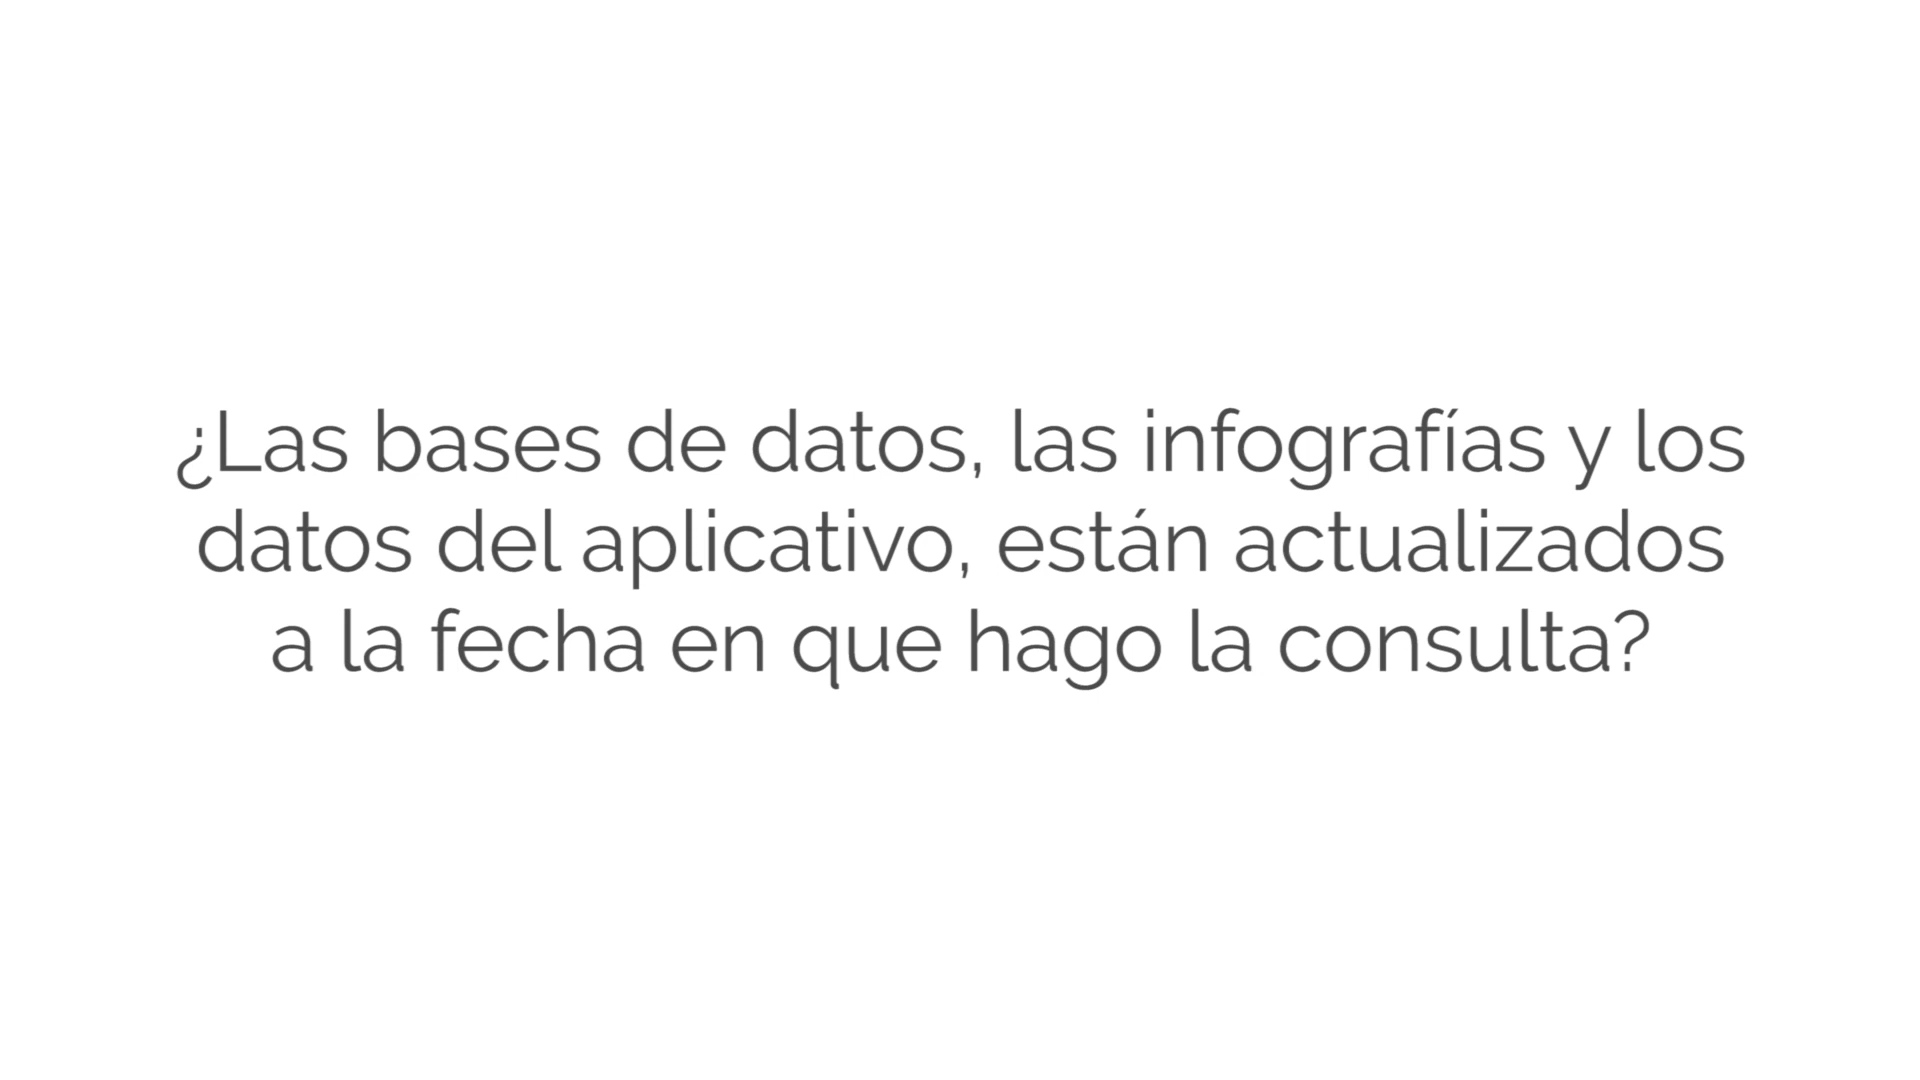 ¿Las bases de datos, las infografías y los
datos del aplicativo, están actualizados
a la fecha en que hago la consulta?